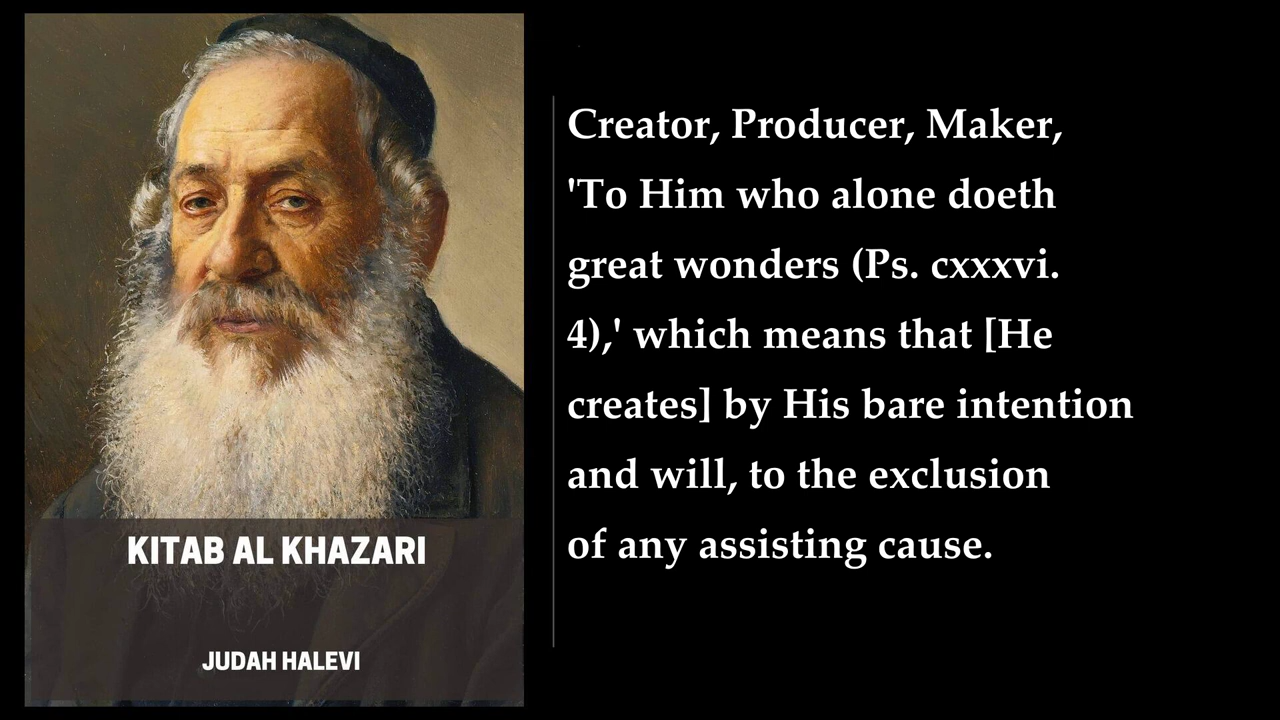 KITAB AL KHAZARI
JUDAH HALEVI
Creator, Producer, Maker,
'To Him who alone doeth
great wonders (Ps. cxxxvi.
4),' which means that [He
creates] by His bare intention
and will, to the exclusion
of any assisting cause.